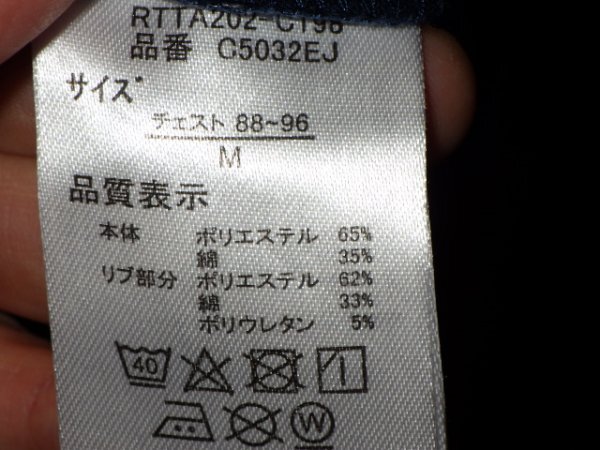 RTTA202-C196
品番 C5032EJ
サイズ
チェスト 88~96
M
品質表示
本体 ポリエステル 65%
綿 35%
リブ部分 ポリエステル 62%
綿 33%
ポリウレタン 5%
40
W